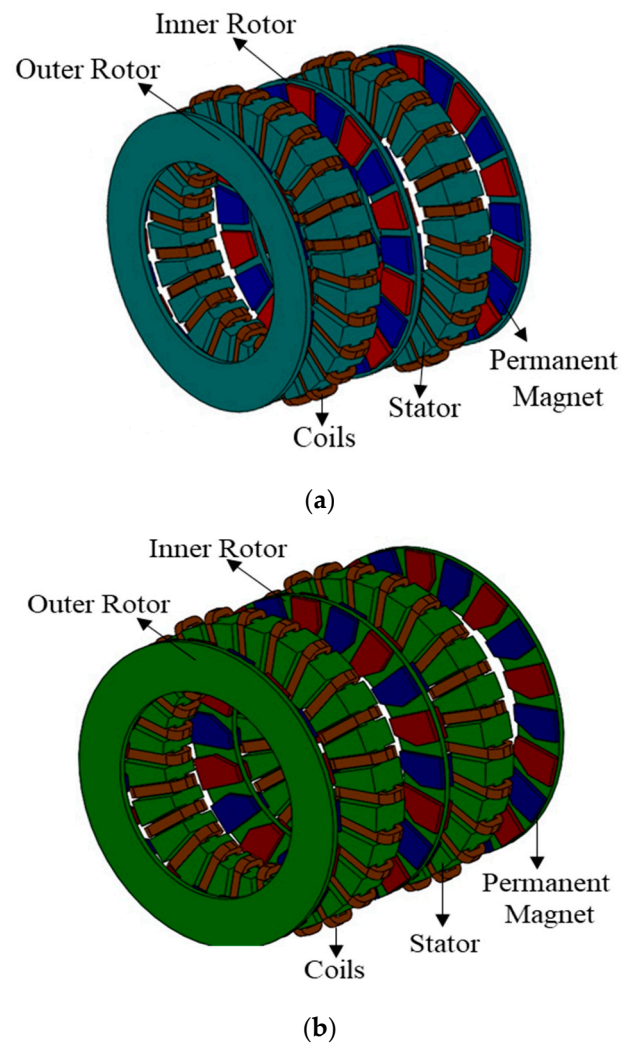 Inner Rotor
Outer Rotor
Permanent
Magnet
Stator
Coils
(a)
Inner Rotor
Outer Rotor
Permanent
Magnet
Stator
Coils
(b)